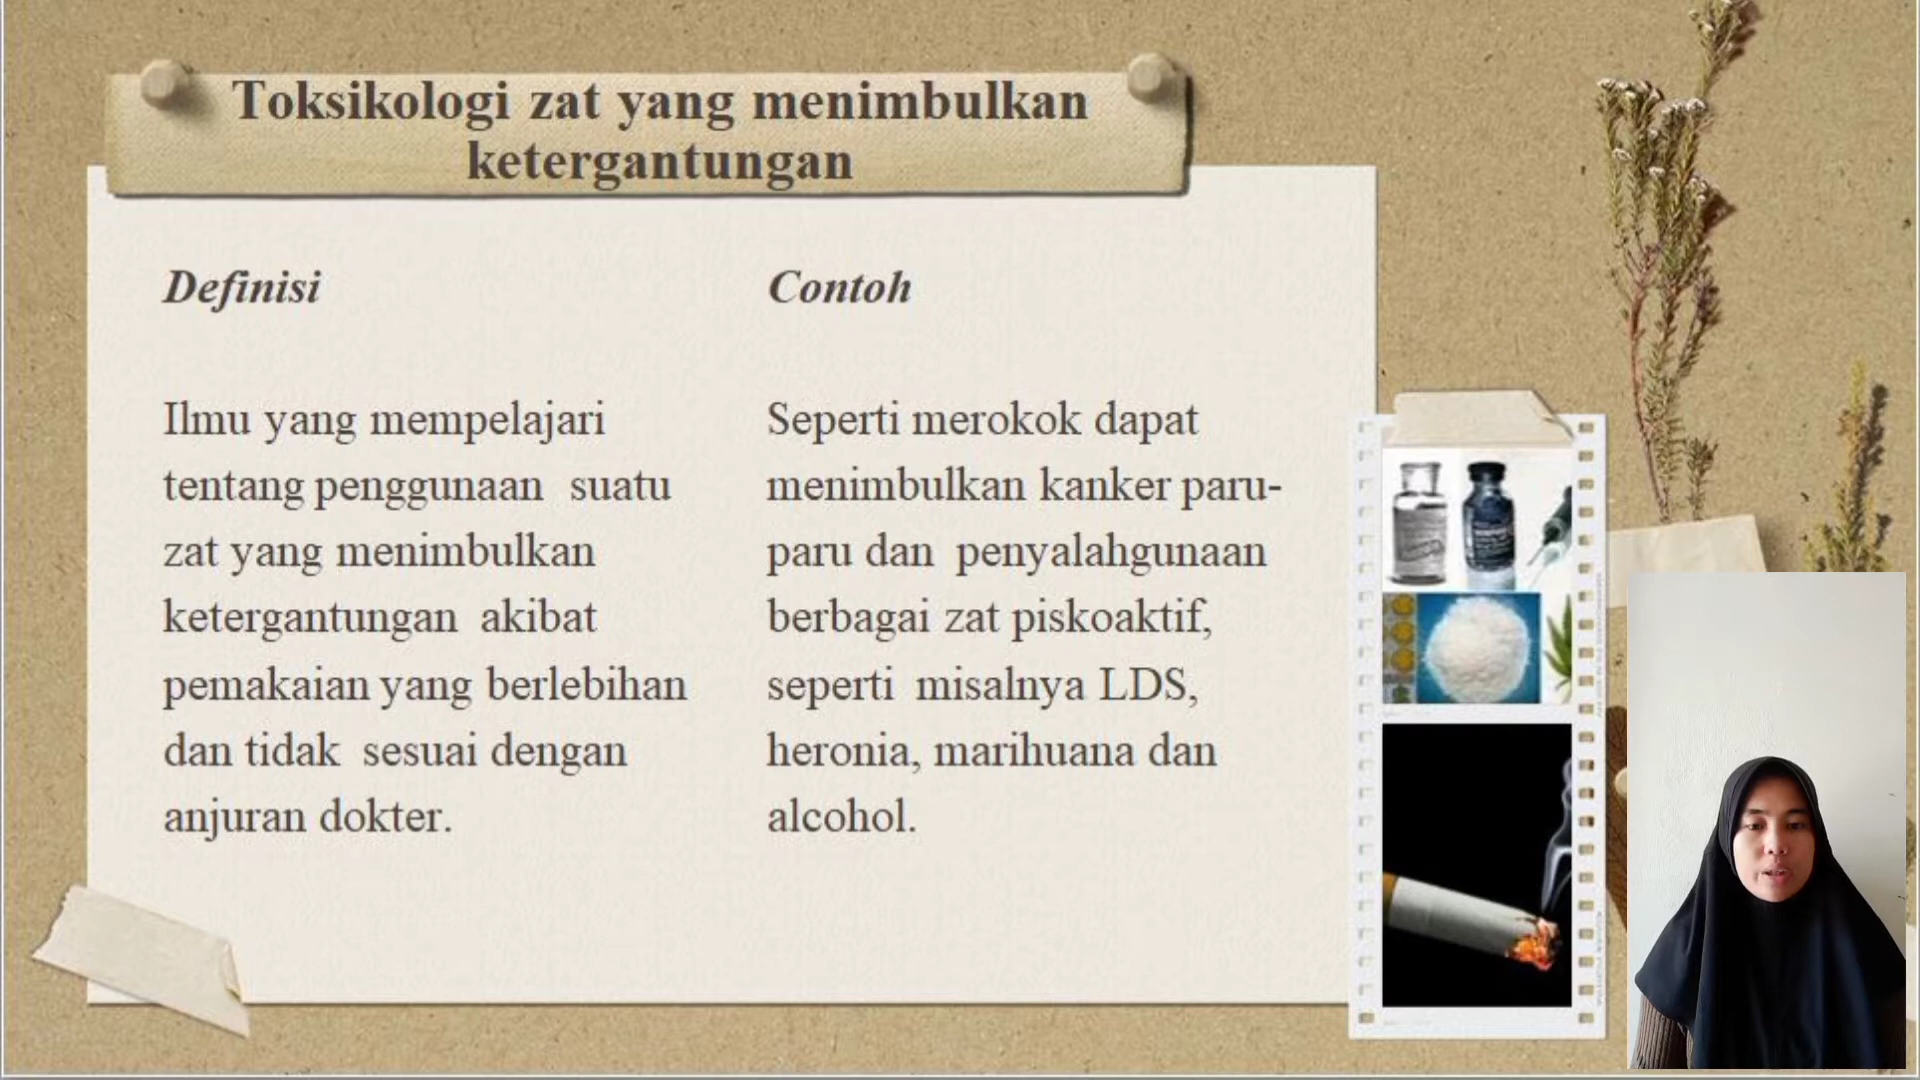 Toksikologi zat yang menimbulkan
ketergantungan
Definisi
Ilmu yang mempelajari
tentang penggunaan suatu
zat yang menimbulkan
ketergantungan akibat
pemakaian yang berlebihan
dan tidak sesuai dengan
anjuran dokter.
Contoh
Seperti merokok dapat
menimbulkan kanker paru-
paru dan penyalahgunaan
berbagai zat piskoaktif,
seperti misalnya LDS,
heronia, marihuana dan
alcohol.